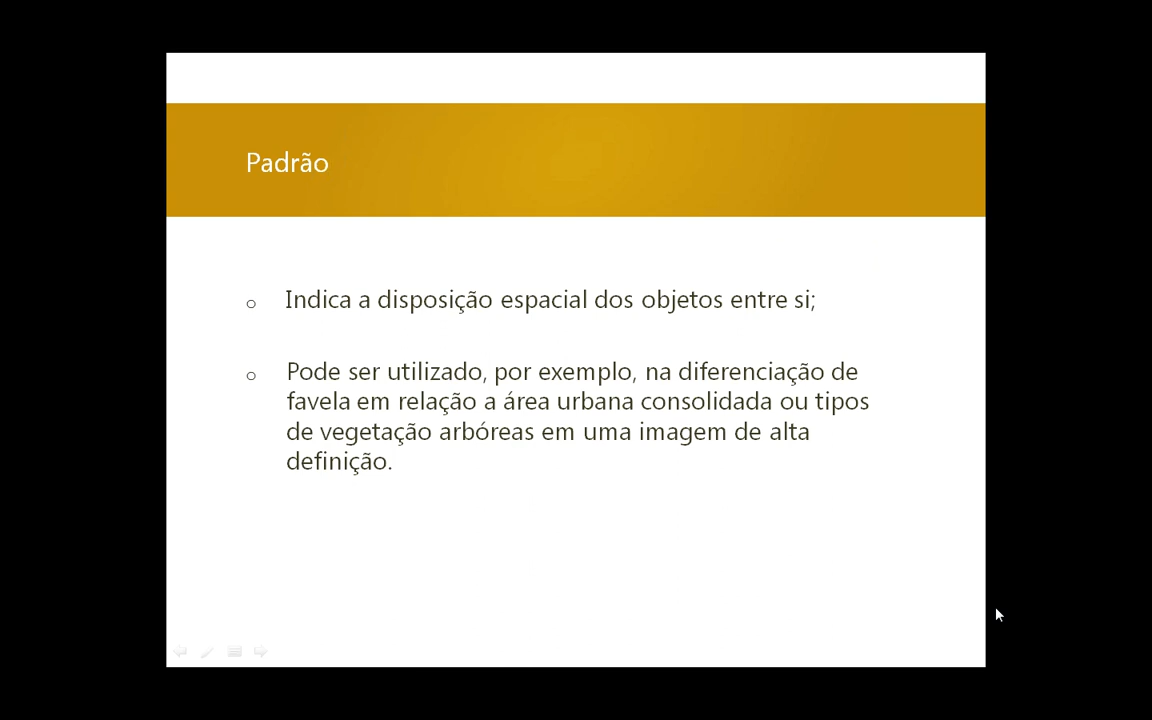 Padrão
Indica a disposição espacial dos objetos entre si;
Pode ser utilizado, por exemplo, na diferenciação de
favela em relação a área urbana consolidada ou tipos
de vegetação arbóreas em uma imagem de alta
definição.